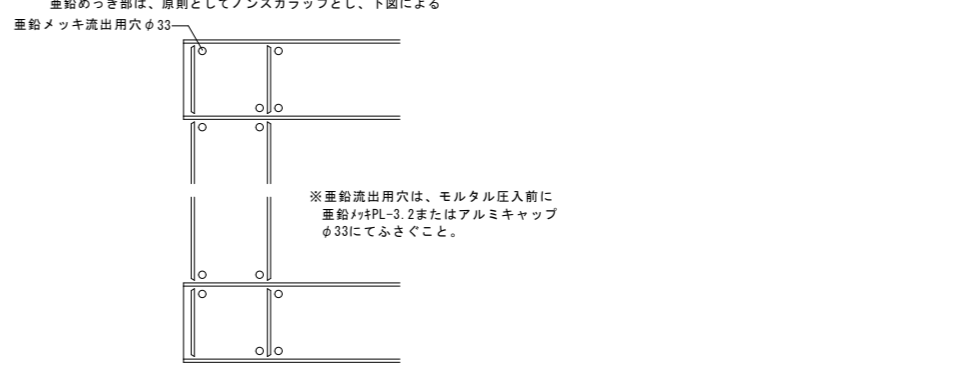 亜鉛めっき部は、原則としてノンスカラップとし、下図による
亜鉛メッキ流出用穴φ33
※亜鉛流出用穴は、モルタル圧入前に
亜鉛ﾒｯｷPL-3.2またはアルミキャップ
φ33にてふさぐこと。